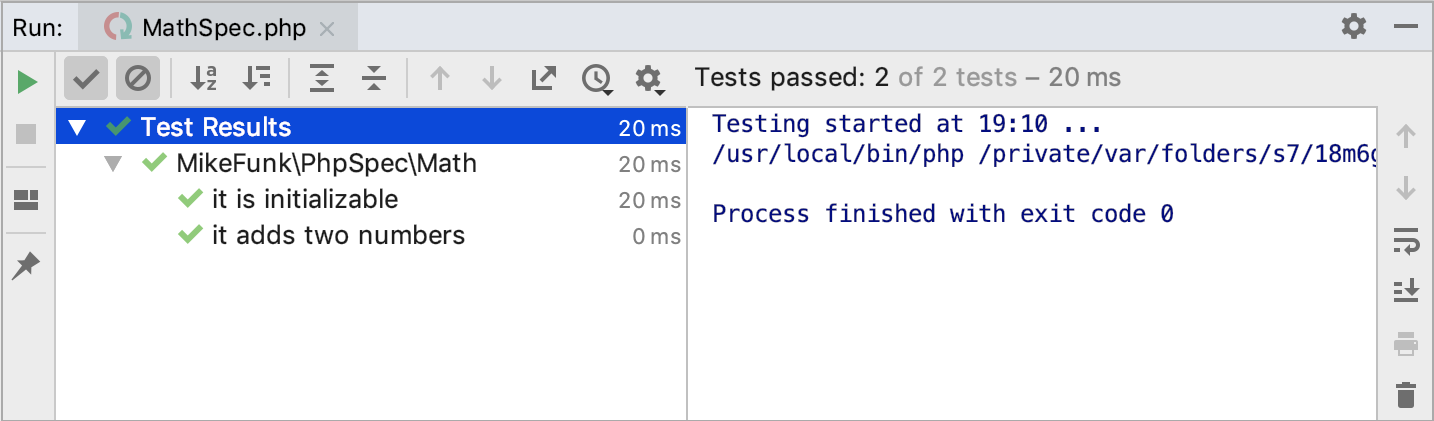 Run: MathSpec.php
Tests passed: 2 of 2 tests – 20 ms
Test Results 20 ms
MikeFunk\PhpSpec\Math 20 ms
it is initializable 20 ms
it adds two numbers 0 ms
Testing started at 19:10 ...
/usr/local/bin/php /private/var/folders/s7/18m6
Process finished with exit code 0